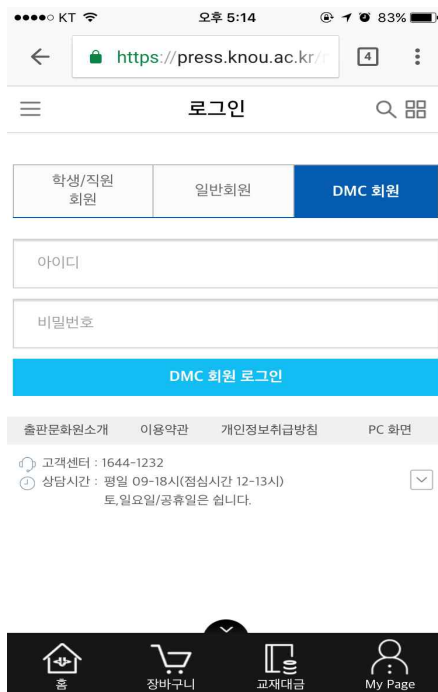 KT 오후 5:14 83%
https://press.knou.ac.kr/
4
로그인
학생/직원
회원
일반회원
DMC 회원
아이디
비밀번호
DMC 회원 로그인
출판문화원소개 이용약관 개인정보취급방침 PC 화면
고객센터 : 1644-1232
상담시간 : 평일 09-18시(점심시간 12-13시)
토,일요일/공휴일은 쉽니다.
홈 장바구니 교재대금 My Page